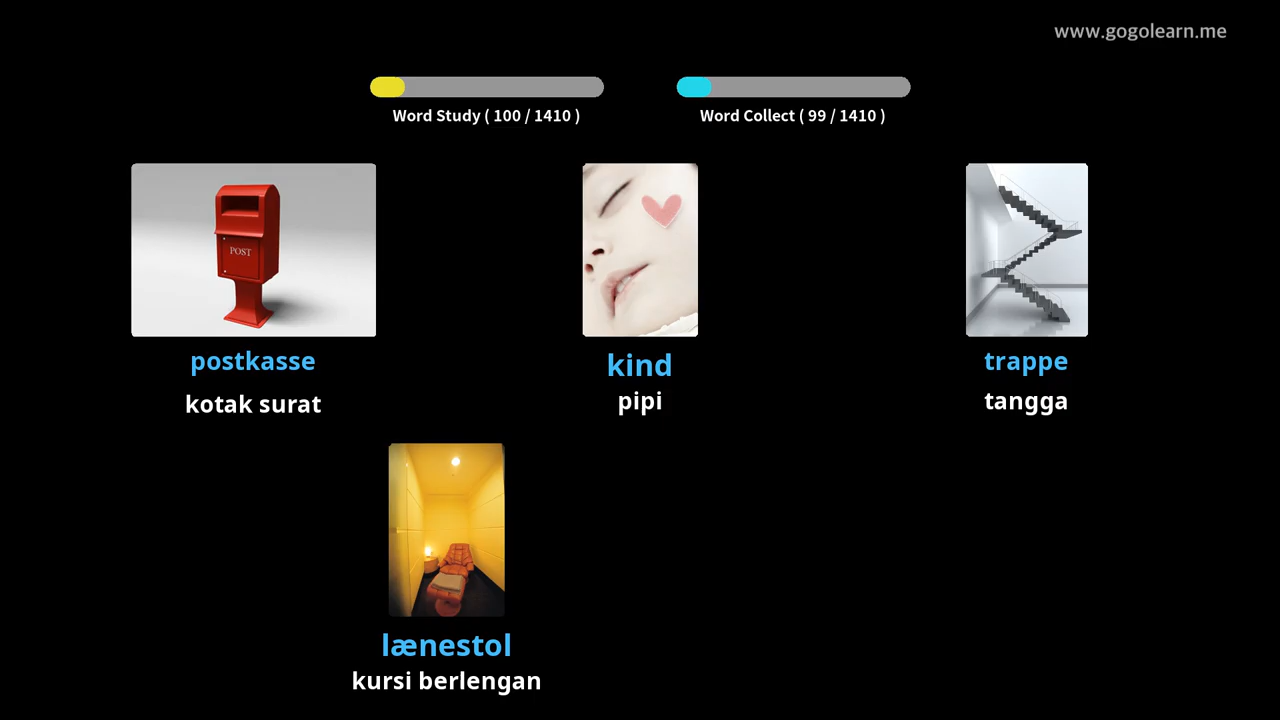 www.gogolearn.me
Word Study ( 100 / 1410 )
Word Collect ( 99 / 1410 )
POST
postkasse
kotak surat
kind
pipi
trappe
tangga
lænestol
kursi berlengan